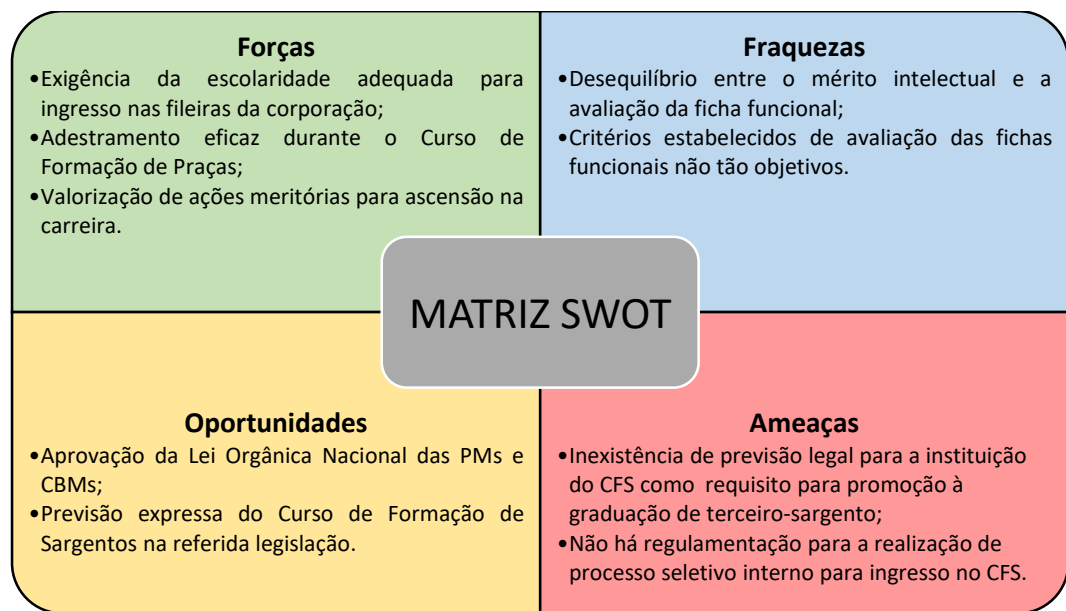 Forças
•Exigência da escolaridade adequada para
ingresso nas fileiras da corporação;
•Adestramento eficaz durante o Curso de
Formação de Praças;
•Valorização de ações meritórias para ascensão na
carreira.
Fraquezas
•Desequilíbrio entre o mérito intelectual e a
avaliação da ficha funcional;
•Critérios estabelecidos de avaliação das fichas
funcionais não tão objetivos.
MATRIZ SWOT
Oportunidades
•Aprovação da Lei Orgânica Nacional das PMs e
CBMs;
•Previsão expressa do Curso de Formação de
Sargentos na referida legislação.
Ameaças
•Inexistência de previsão legal para a instituição
do CFS como requisito para promoção à
graduação de terceiro-sargento;
•Não há regulamentação para a realização de
processo seletivo interno para ingresso no CFS.